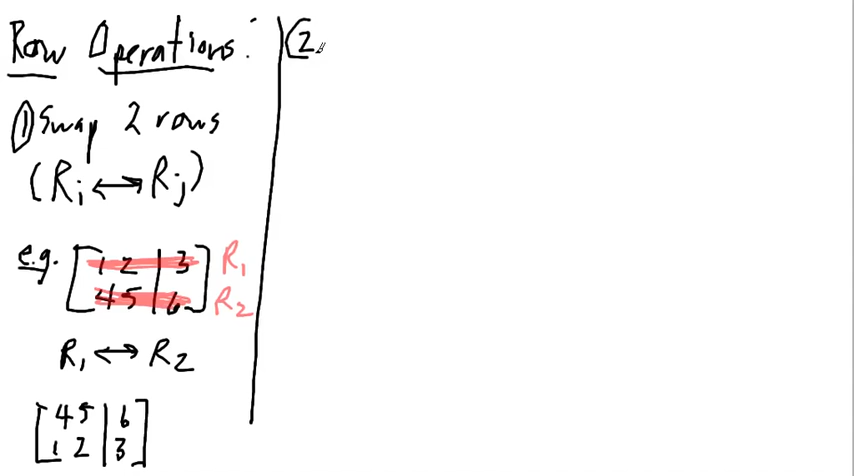 Row Operations:
① Swap 2 rows
(Ri ↔ Rj)
e.g. [1 2 | 3] R1
[4 5 | 6] R2
R1 ↔ R2
[4 5 | 6]
[1 2 | 3]
(2